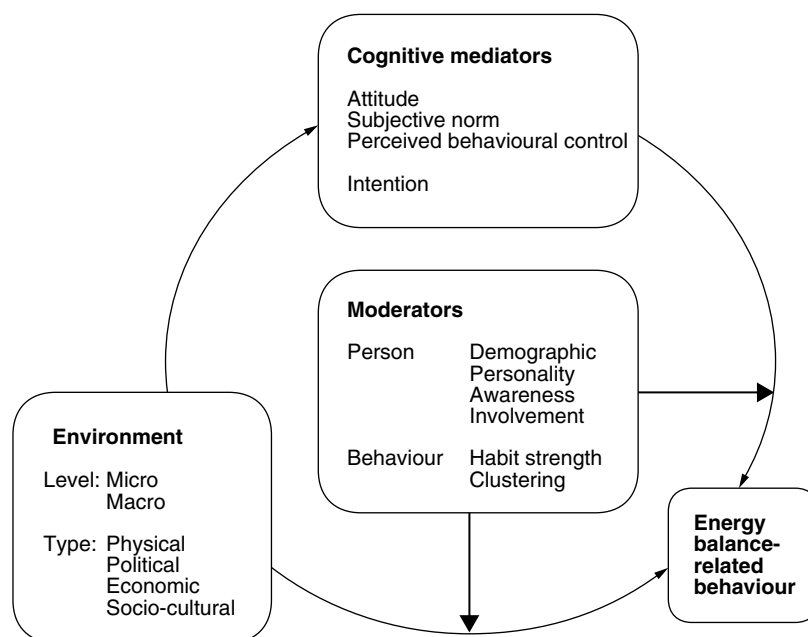 Cognitive mediators
Attitude
Subjective norm
Perceived behavioural control
Intention
Moderators
Person Demographic
Personality
Awareness
Involvement
Behaviour Habit strength
Clustering
Environment
Level: Micro
Macro
Type: Physical
Political
Economic
Socio-cultural
Energy
balance-
related
behaviour